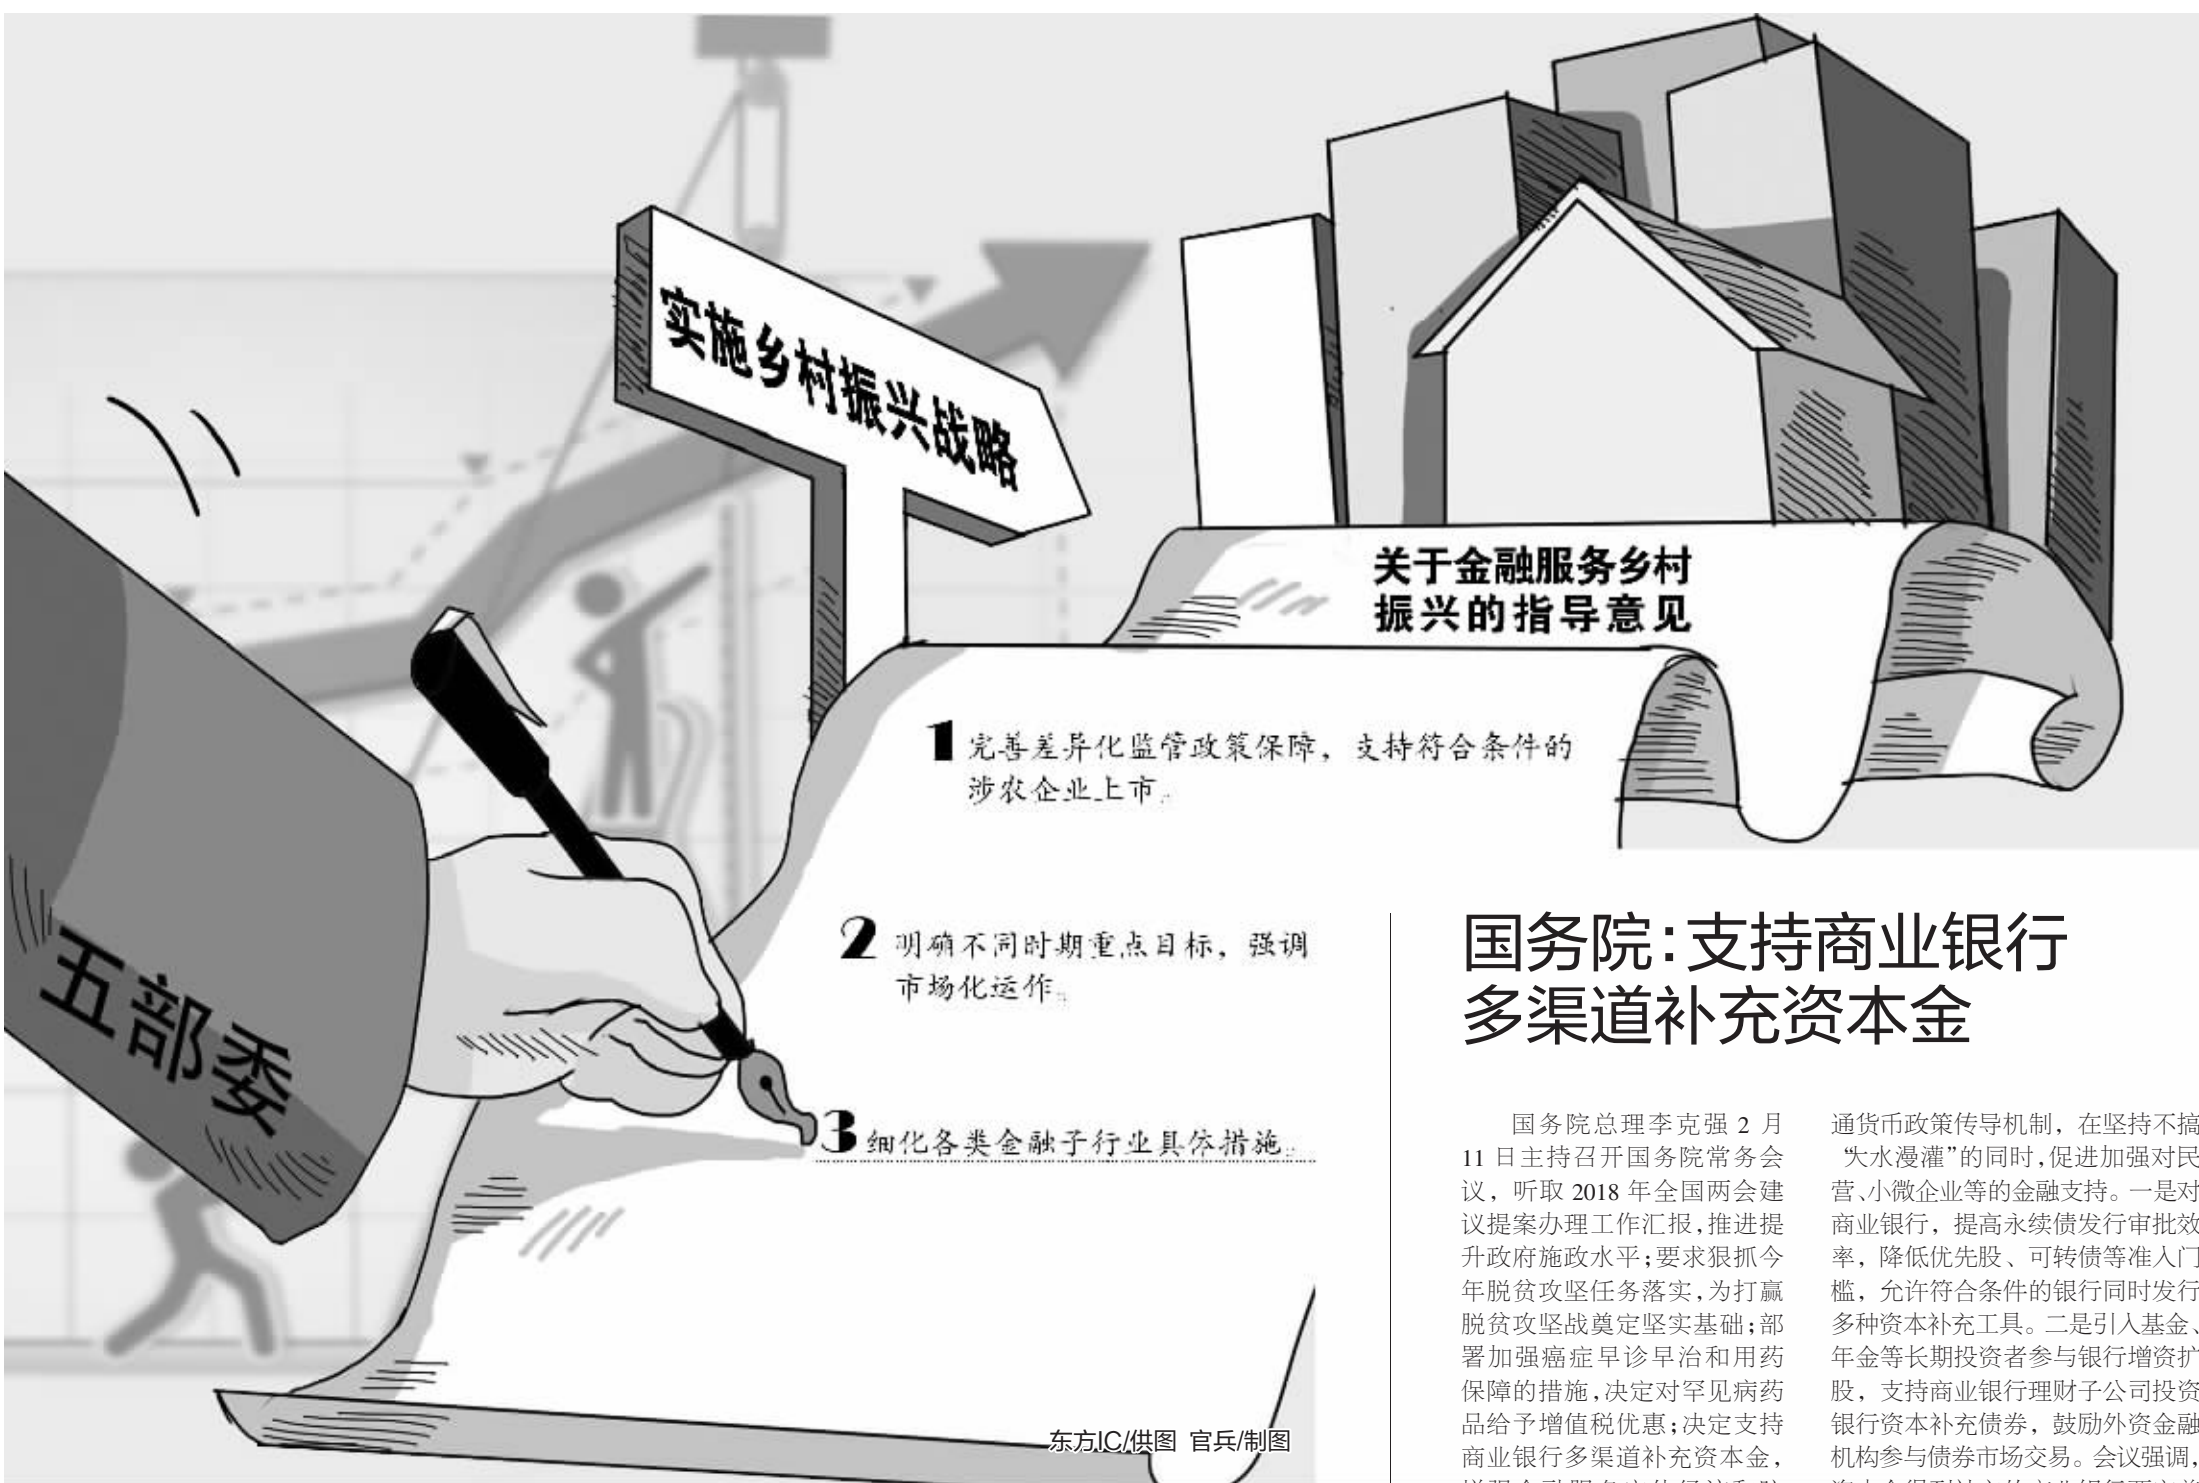 实施乡村振兴战略
关于金融服务乡村
振兴的指导意见
1 完善差异化监管政策保障，支持符合条件的
涉农企业上市。
2 明确不同时期重点目标，强调
市场化运作。
3 细化各类金融子行业具体措施。
五部委
东方IC/供图 官兵/制图
国务院：支持商业银行
多渠道补充资本金
国务院总理李克强 2 月
11 日主持召开国务院常务会
议，听取 2018 年全国两会建
议提案办理工作汇报，推进提
升政府施政水平；要求狠抓今
年脱贫攻坚任务落实，为打赢
脱贫攻坚战奠定坚实基础；部
署加强癌症早诊早治和用药
保障的措施，决定对罕见病药
品给予增值税优惠；决定支持
商业银行多渠道补充资本金，
通货币政策传导机制，在坚持不搞
“大水漫灌”的同时，促进加强对民
营、小微企业等的金融支持。一是对
商业银行，提高永续债发行审批效
率，降低优先股、可转债等准入门
槛，允许符合条件的银行同时发行
多种资本补充工具。二是引入基金、
年金等长期投资者参与银行增资扩
股，支持商业银行理财子公司投资
银行资本补充债券，鼓励外资金融
机构参与债券市场交易。会议强调，